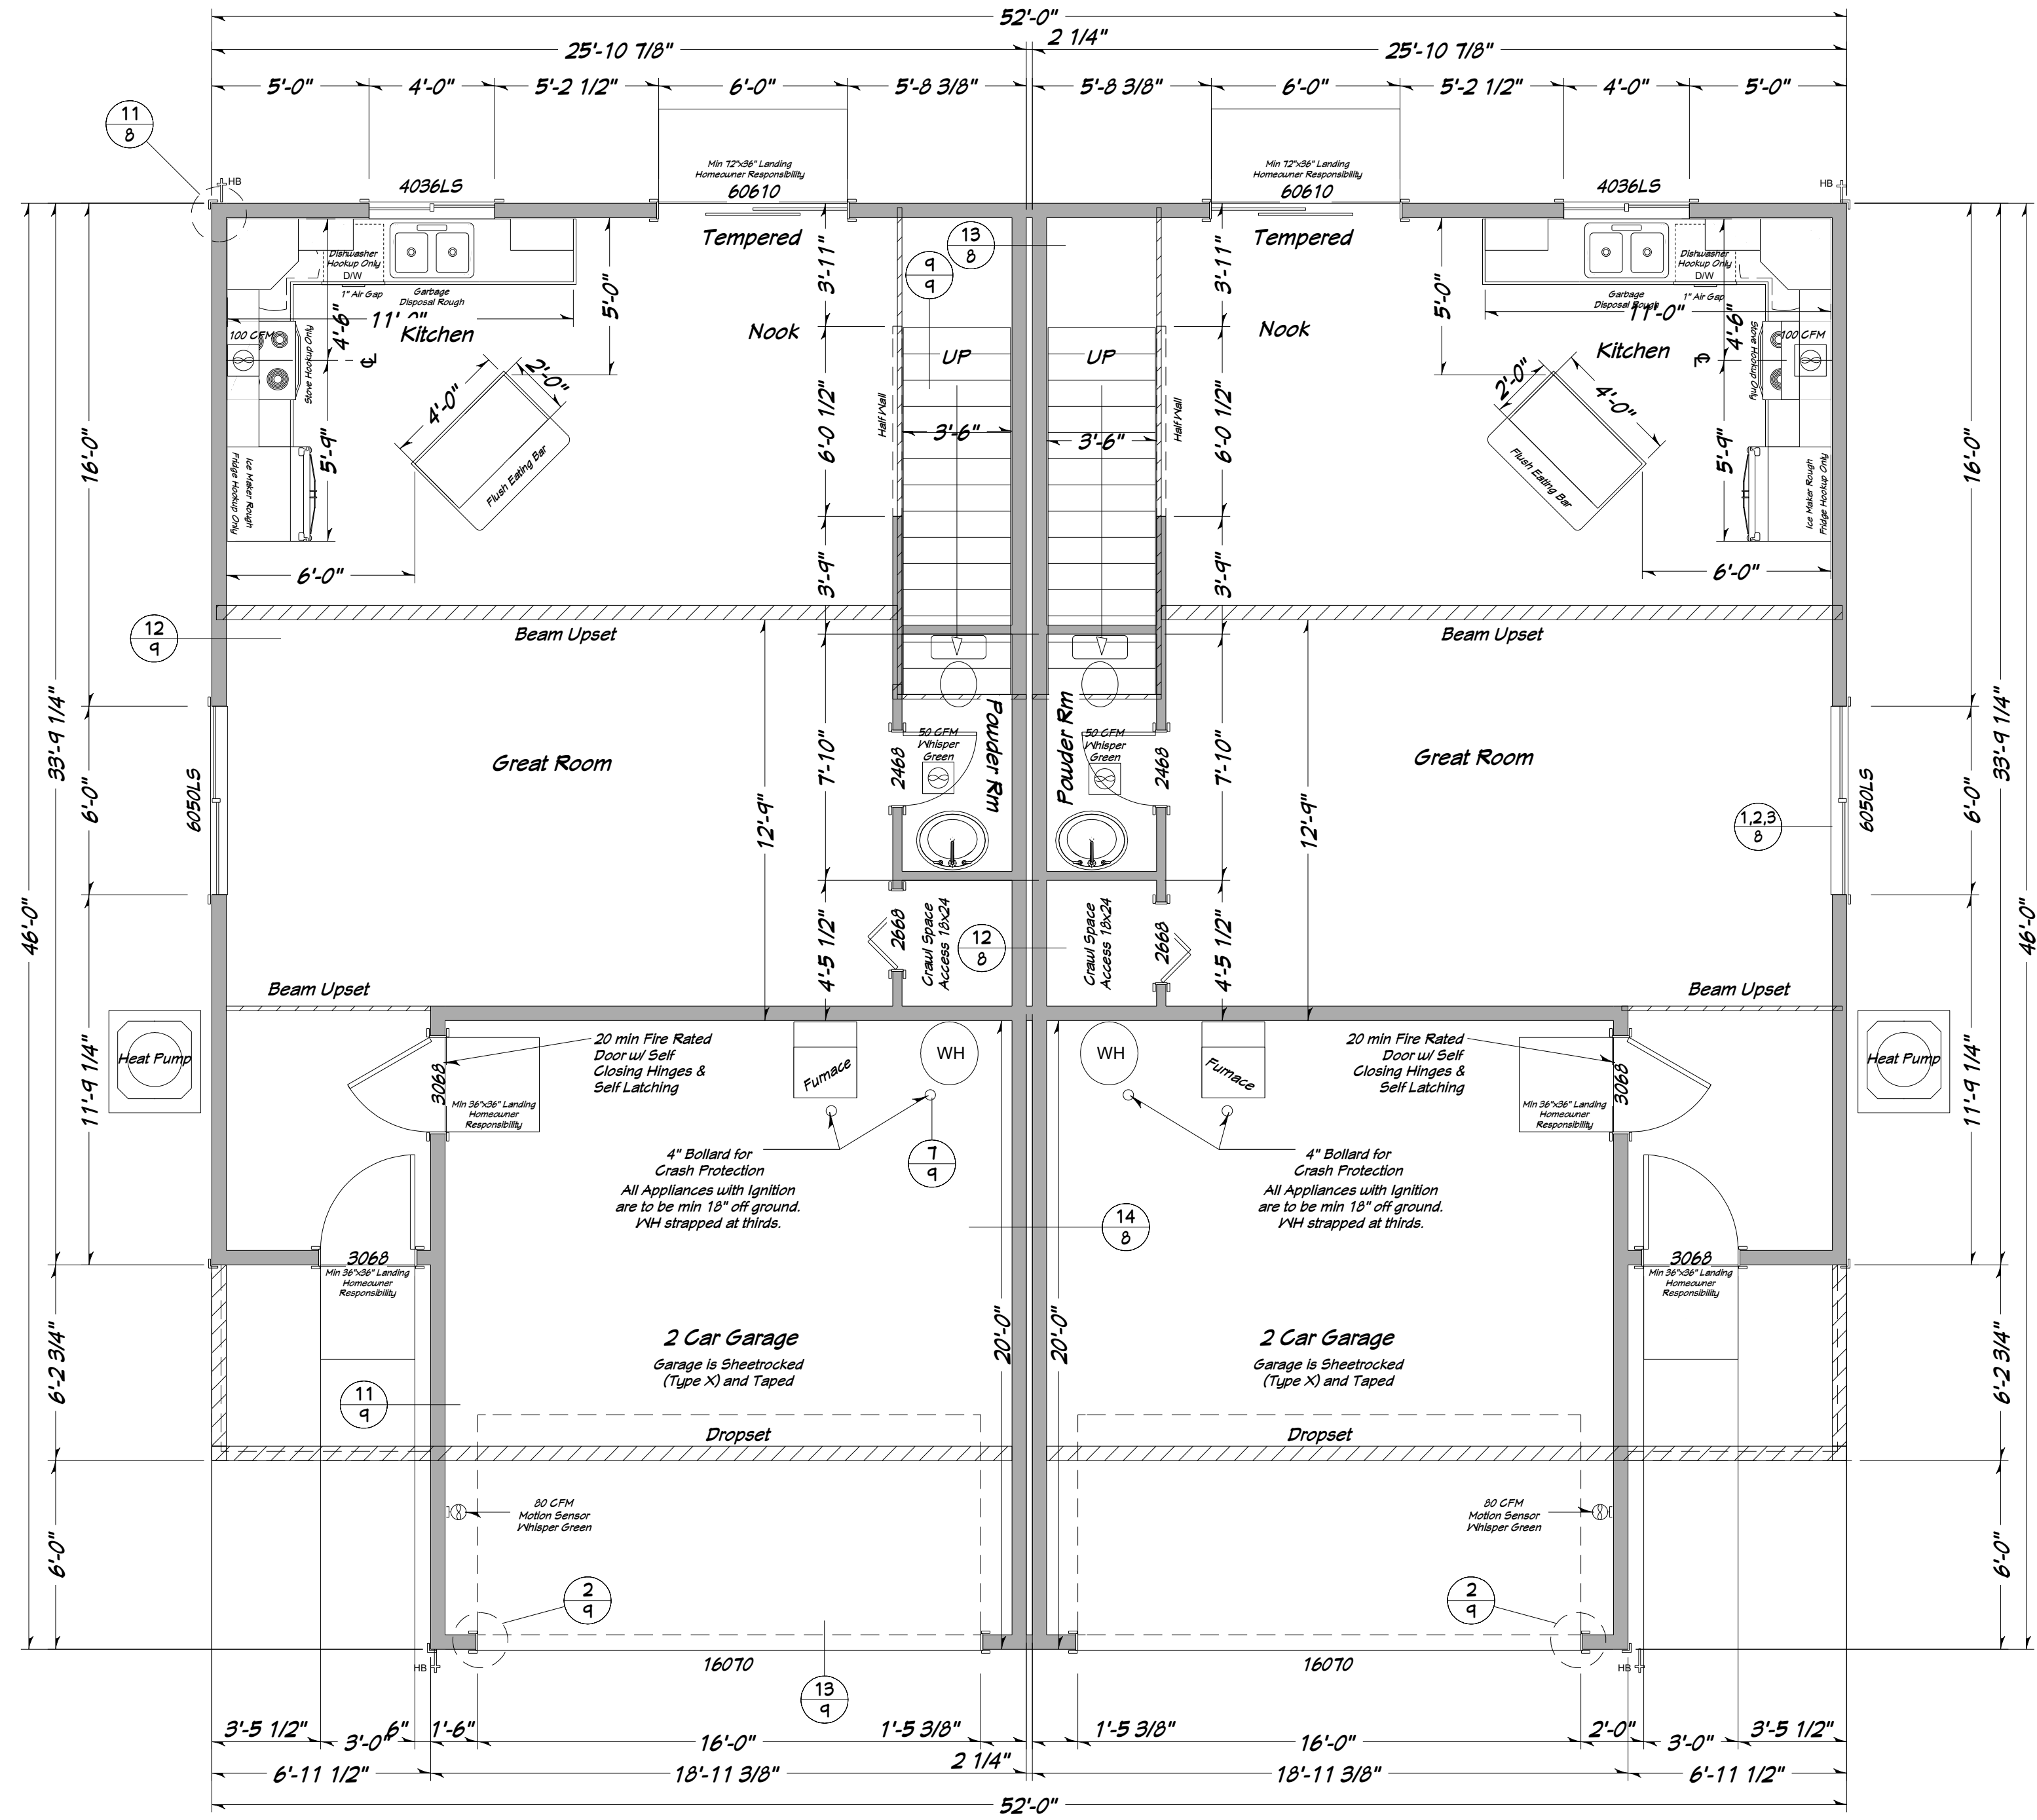 52'-0"
25'-10 7/8"
2 1/4"
25'-10 7/8"
5'-0"
4'-0"
5'-2 1/2"
6'-0"
5'-8 3/8"
5'-8 3/8"
6'-0"
5'-2 1/2"
4'-0"
5'-0"
11
8
HB
4036LS
Min 72"x36" Landing
Homeowner Responsibility
60610
Min 72"x36" Landing
Homeowner Responsibility
60610
4036LS
HB
Tempered
13
8
9
9
Tempered
Dishwasher
Hookup Only
D/W
1" Air Gap
Garbage
Disposal Rough
11'-0"
Kitchen
100 CFM
Stove Hookup Only
4'-6"
CL
5'-0"
3'-11"
Nook
UP
UP
3'-11"
Nook
5'-0"
Dishwasher
Hookup Only
D/W
1" Air Gap
Garbage
Disposal Rough
11'-0"
Kitchen
4'-6"
CL
Stove Hookup Only
100 CFM
4'-0"
2'-0"
Flush Eating Bar
5'-9"
Ice Maker Rough
Fridge Hookup Only
6'-0"
Half Wall
6'-0 1/2"
3'-6"
3'-6"
Half Wall
6'-0 1/2"
2'-0"
4'-0"
Flush Eating Bar
5'-9"
Ice Maker Rough
Fridge Hookup Only
6'-0"
16'-0"
16'-0"
3'-9"
3'-9"
12
9
Beam Upset
Beam Upset
33'-9 1/4"
33'-9 1/4"
6'-0"
6050LS
Great Room
12'-9"
7'-10"
2468
50 CFM
Whisper
Green
Powder Rm
Powder Rm
50 CFM
Whisper
Green
2468
7'-10"
12'-9"
Great Room
1,2,3
8
6050LS
6'-0"
46'-0"
46'-0"
4'-5 1/2"
2668
Crawl Space
Access 18x24
12
8
Crawl Space
Access 18x24
2668
4'-5 1/2"
Beam Upset
Beam Upset
11'-9 1/4"
Heat Pump
3068
20 min Fire Rated
Door w/ Self
Closing Hinges &
Self Latching
Min 36"x36" Landing
Homeowner
Responsibility
Furnace
WH
WH
Furnace
20 min Fire Rated
Door w/ Self
Closing Hinges &
Self Latching
Min 36"x36" Landing
Homeowner
Responsibility
3068
Heat Pump
11'-9 1/4"
4" Bollard for
Crash Protection
All Appliances with Ignition
are to be min 18" off ground.
WH strapped at thirds.
7
9
4" Bollard for
Crash Protection
All Appliances with Ignition
are to be min 18" off ground.
WH strapped at thirds.
14
8
3068
Min 36"x36" Landing
Homeowner
Responsibility
3068
Min 36"x36" Landing
Homeowner
Responsibility
6'-2 3/4"
2 Car Garage
Garage is Sheetrocked
(Type X) and Taped
20'-0"
20'-0"
2 Car Garage
Garage is Sheetrocked
(Type X) and Taped
6'-2 3/4"
11
9
Dropset
Dropset
80 CFM
Motion Sensor
Whisper Green
80 CFM
Motion Sensor
Whisper Green
6'-0"
6'-0"
2
9
2
9
HB
16070
16070
HB
13
9
3'-5 1/2"
3'-0"
6"
1'-6"
16'-0"
1'-5 3/8"
1'-5 3/8"
16'-0"
2'-0"
3'-0"
3'-5 1/2"
6'-11 1/2"
18'-11 3/8"
2 1/4"
18'-11 3/8"
6'-11 1/2"
52'-0"